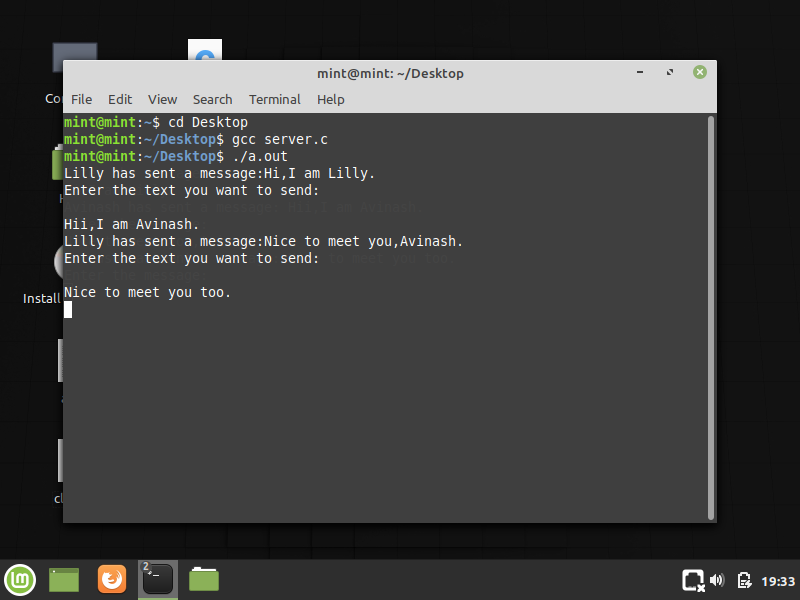 mint@mint: ~/Desktop
File Edit View Search Terminal Help
mint@mint:~$ cd Desktop
mint@mint:~/Desktop$ gcc server.c
mint@mint:~/Desktop$ ./a.out
Lilly has sent a message:Hi,I am Lilly.
Enter the text you want to send:
Hii,I am Avinash.
Lilly has sent a message:Nice to meet you,Avinash.
Enter the text you want to send:
Nice to meet you too.
Install
2
19:33